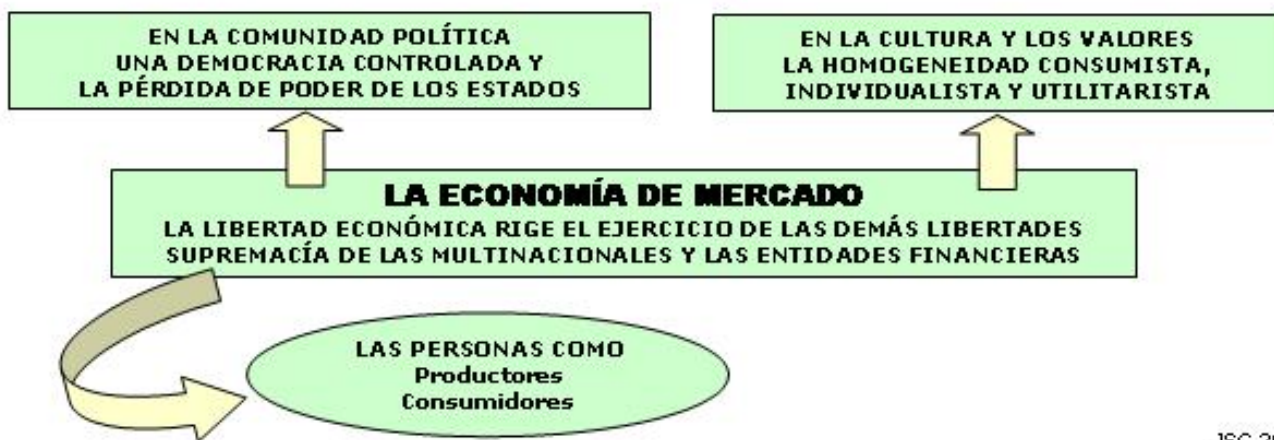 EN LA COMUNIDAD POLÍTICA
UNA DEMOCRACIA CONTROLADA Y
LA PÉRDIDA DE PODER DE LOS ESTADOS
EN LA CULTURA Y LOS VALORES
LA HOMOGENEIDAD CONSUMISTA,
INDIVIDUALISTA Y UTILITARISTA
LA ECONOMÍA DE MERCADO
LA LIBERTAD ECONÓMICA RIGE EL EJERCICIO DE LAS DEMÁS LIBERTADES
SUPREMACÍA DE LAS MULTINACIONALES Y LAS ENTIDADES FINANCIERAS
LAS PERSONAS COMO
Productores
Consumidores